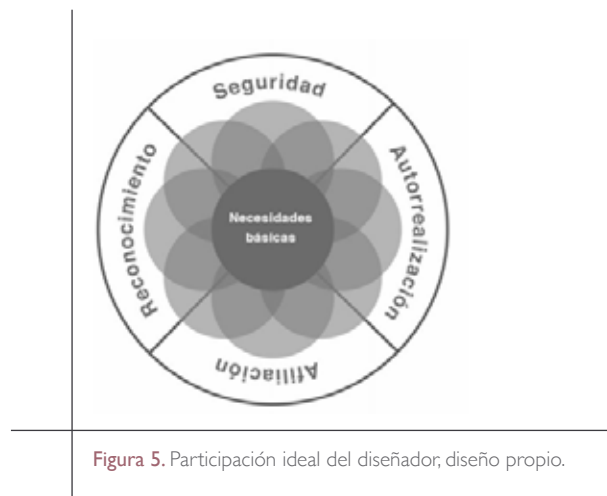 Seguridad
Autorrealización
Afiliación
Reconocimiento
Necesidades
básicas
Figura 5. Participación ideal del diseñador, diseño propio.